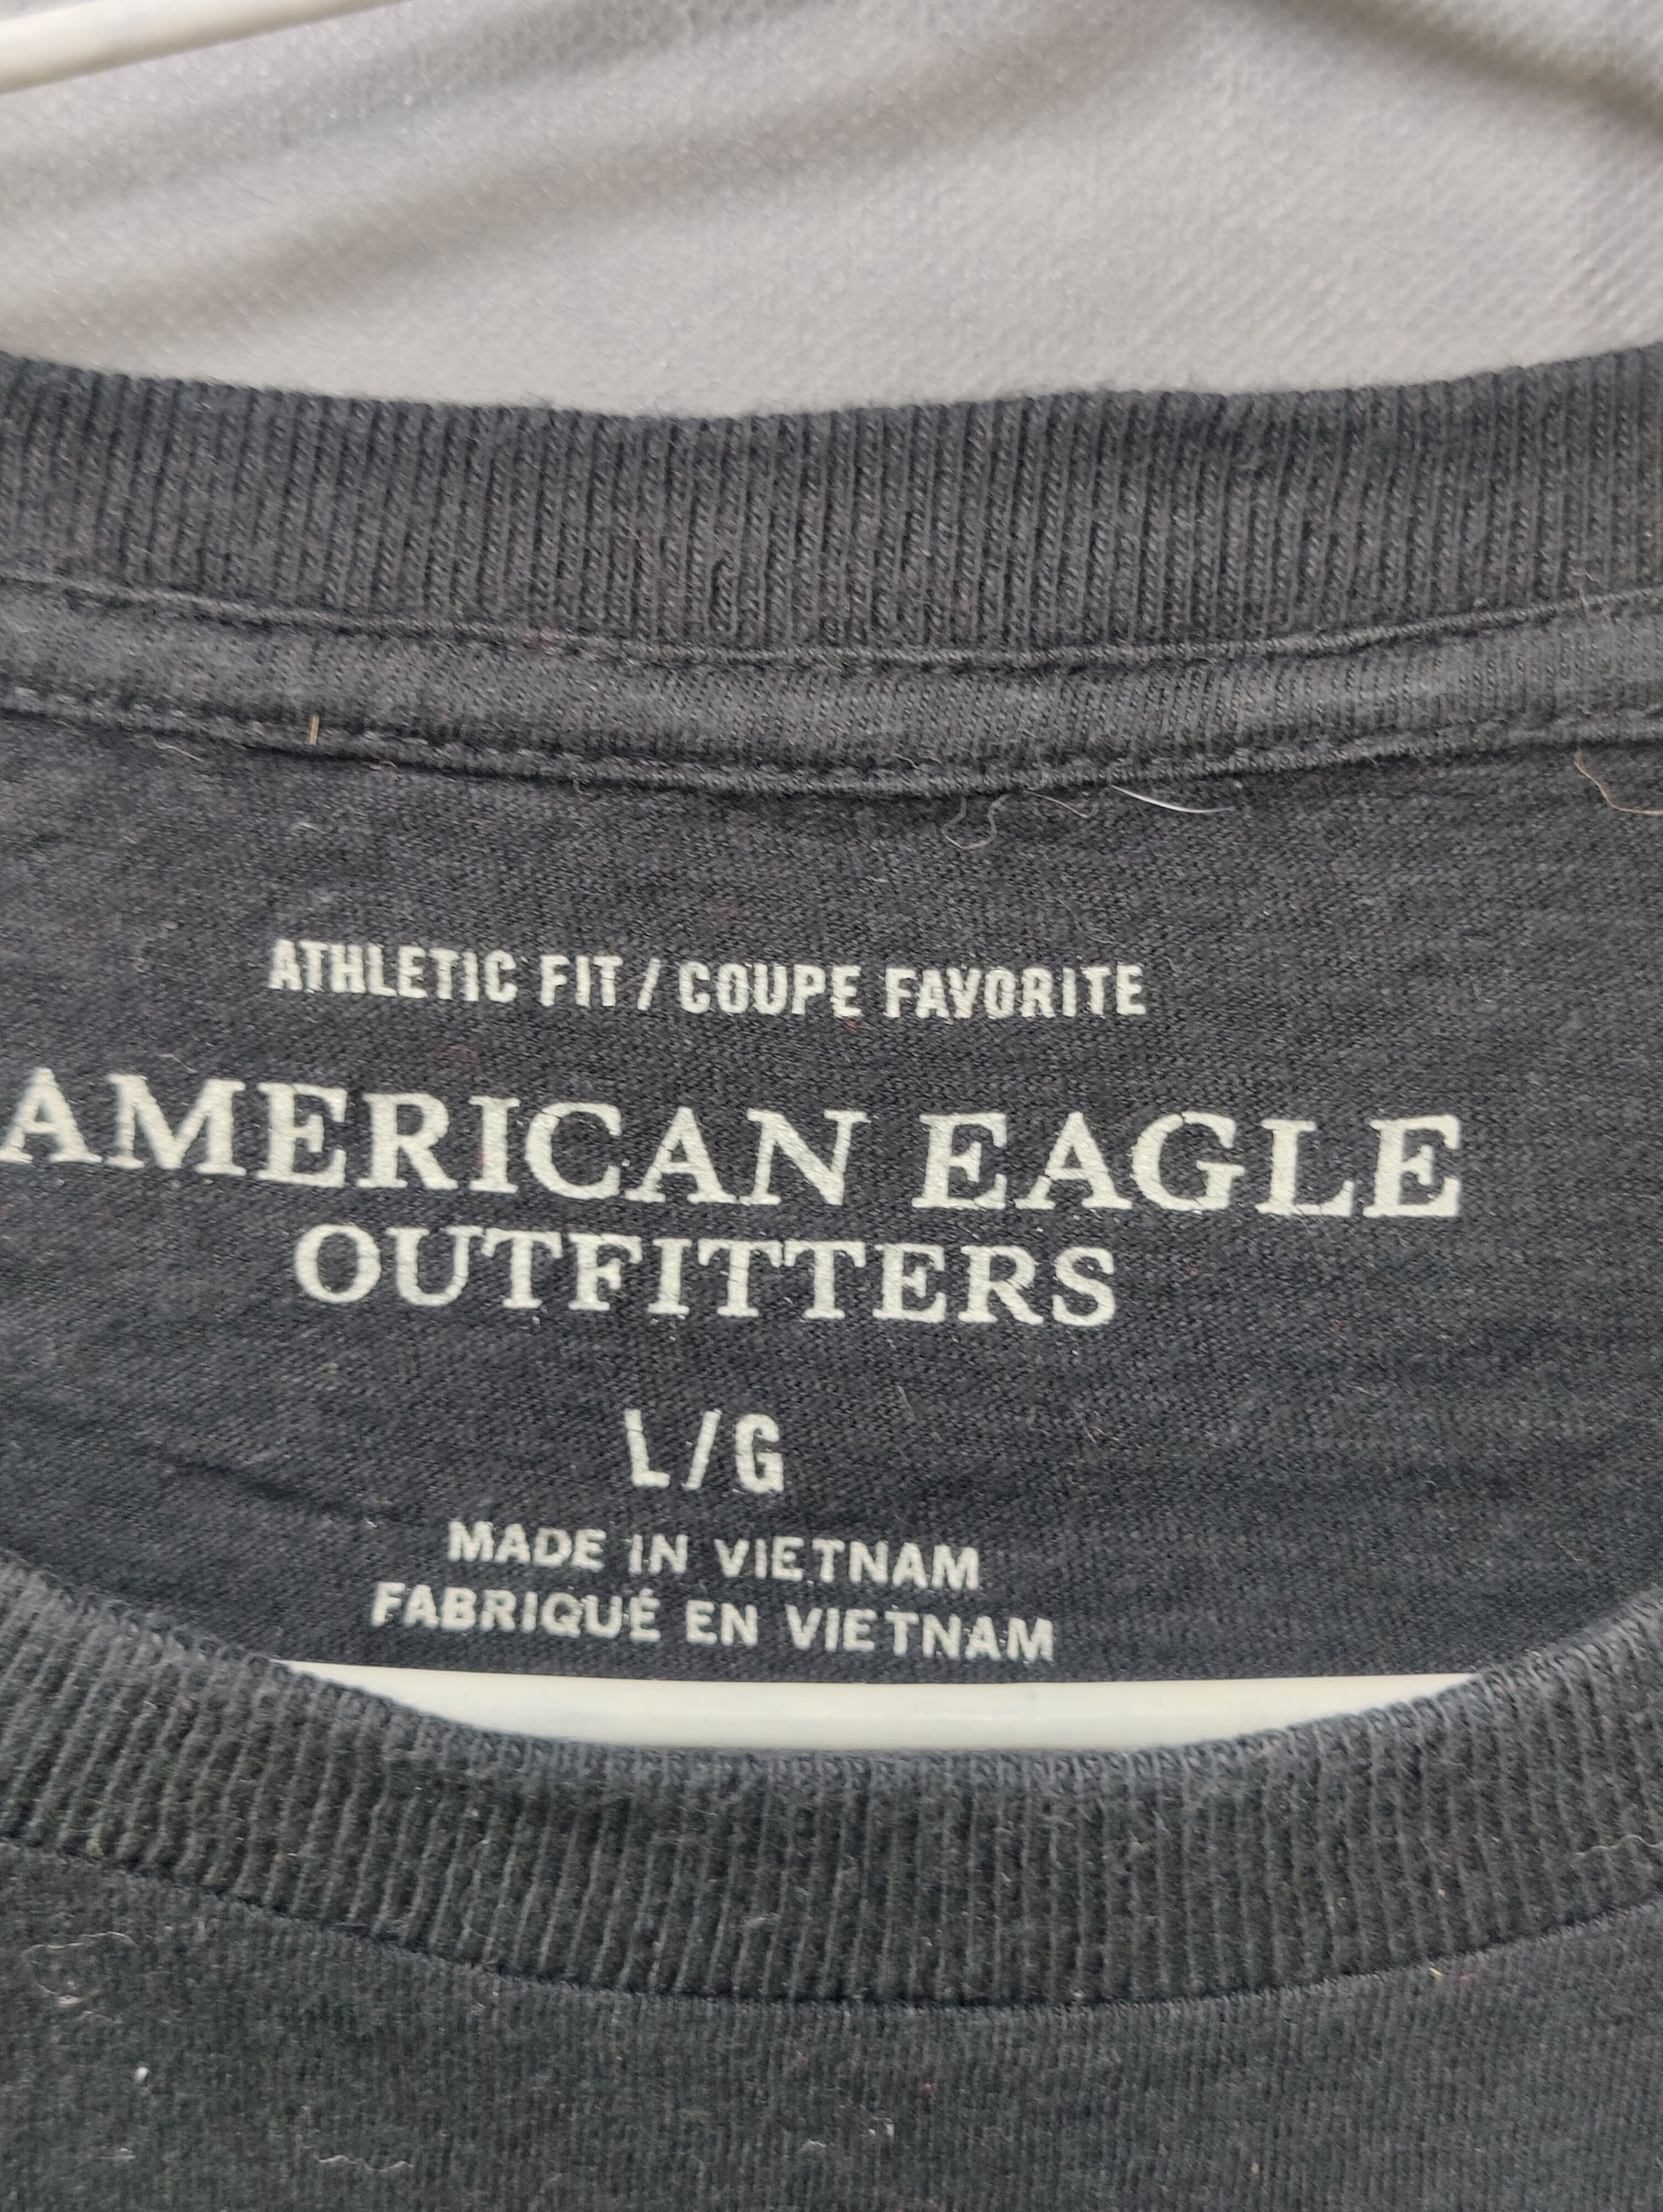 ATHLETIC FIT / COUPE FAVORITE
AMERICAN EAGLE
OUTFITTERS
L/G
MADE IN VIETNAM
FABRIQUÉ EN VIETNAM